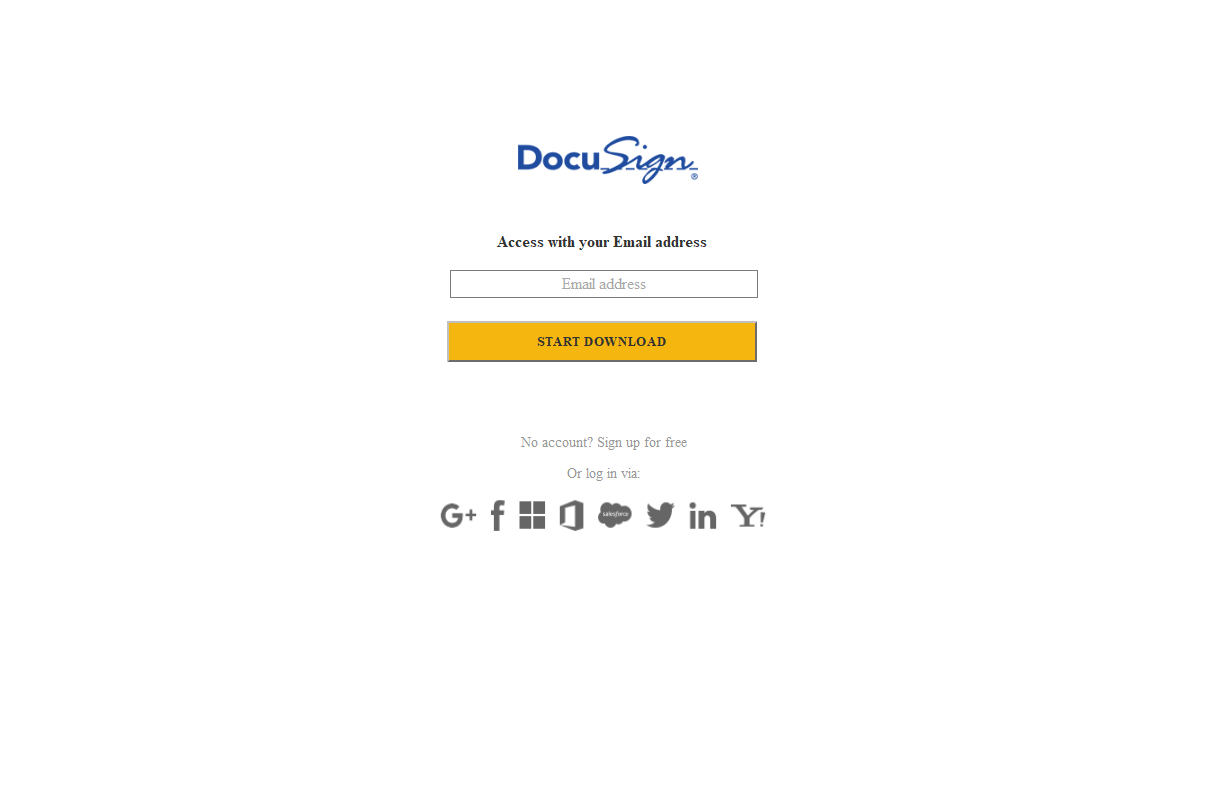 DocuSign®
Access with your Email address
Email address
START DOWNLOAD
No account? Sign up for free
Or log in via:
G+ f salesforce in Y!